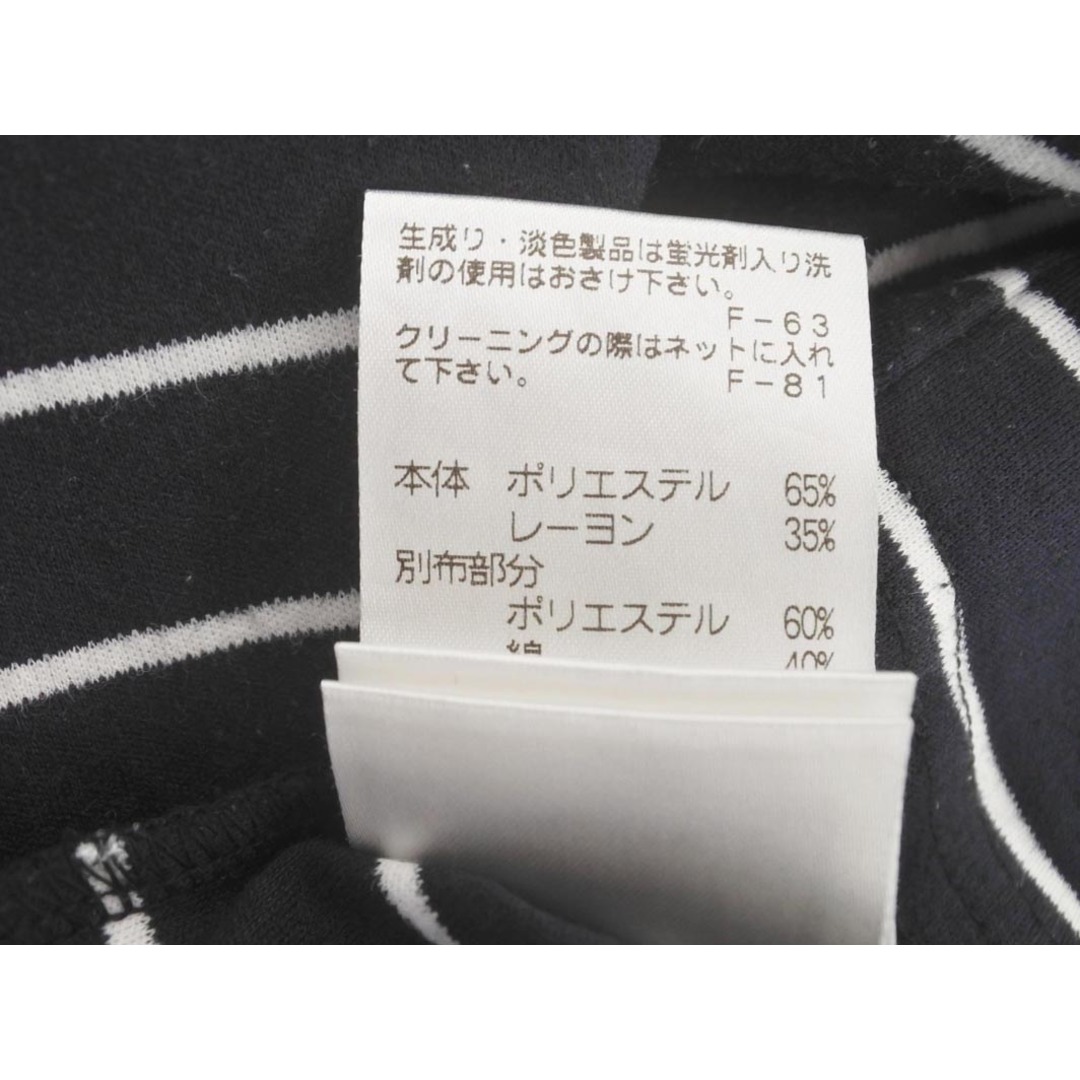 生成り・淡色製品は蛍光剤入り洗
剤の使用はおさけ下さい。
F-63
クリーニングの際はネットに入れ
て下さい。
F-81
本体 ポリエステル 65%
レーヨン 35%
別布部分
ポリエステル 60%
綿 40%